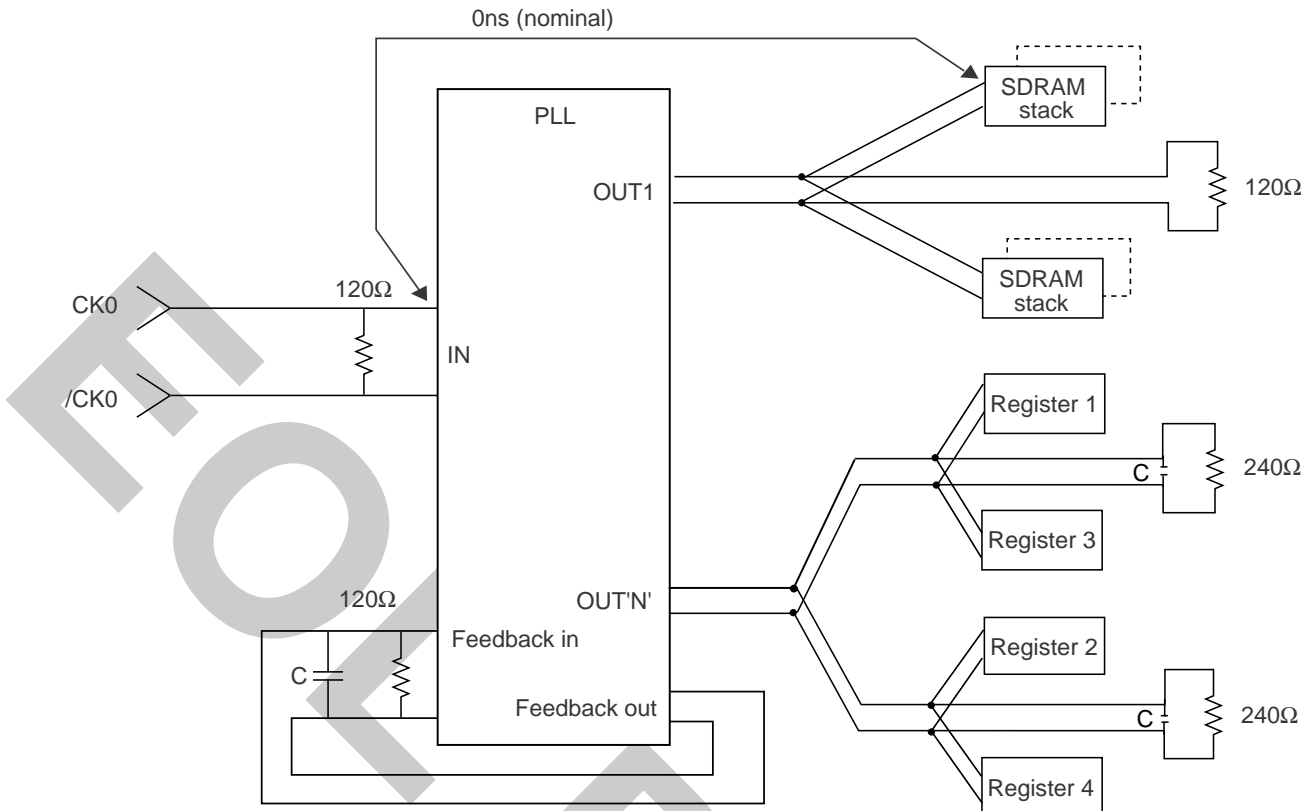 0ns (nominal)
PLL
SDRAM
stack
OUT1
120Ω
SDRAM
stack
CK0
120Ω
IN
/CK0
Register 1
C
240Ω
Register 3
120Ω
OUT'N'
Feedback in
C
Register 2
Feedback out
C
240Ω
Register 4
EOL